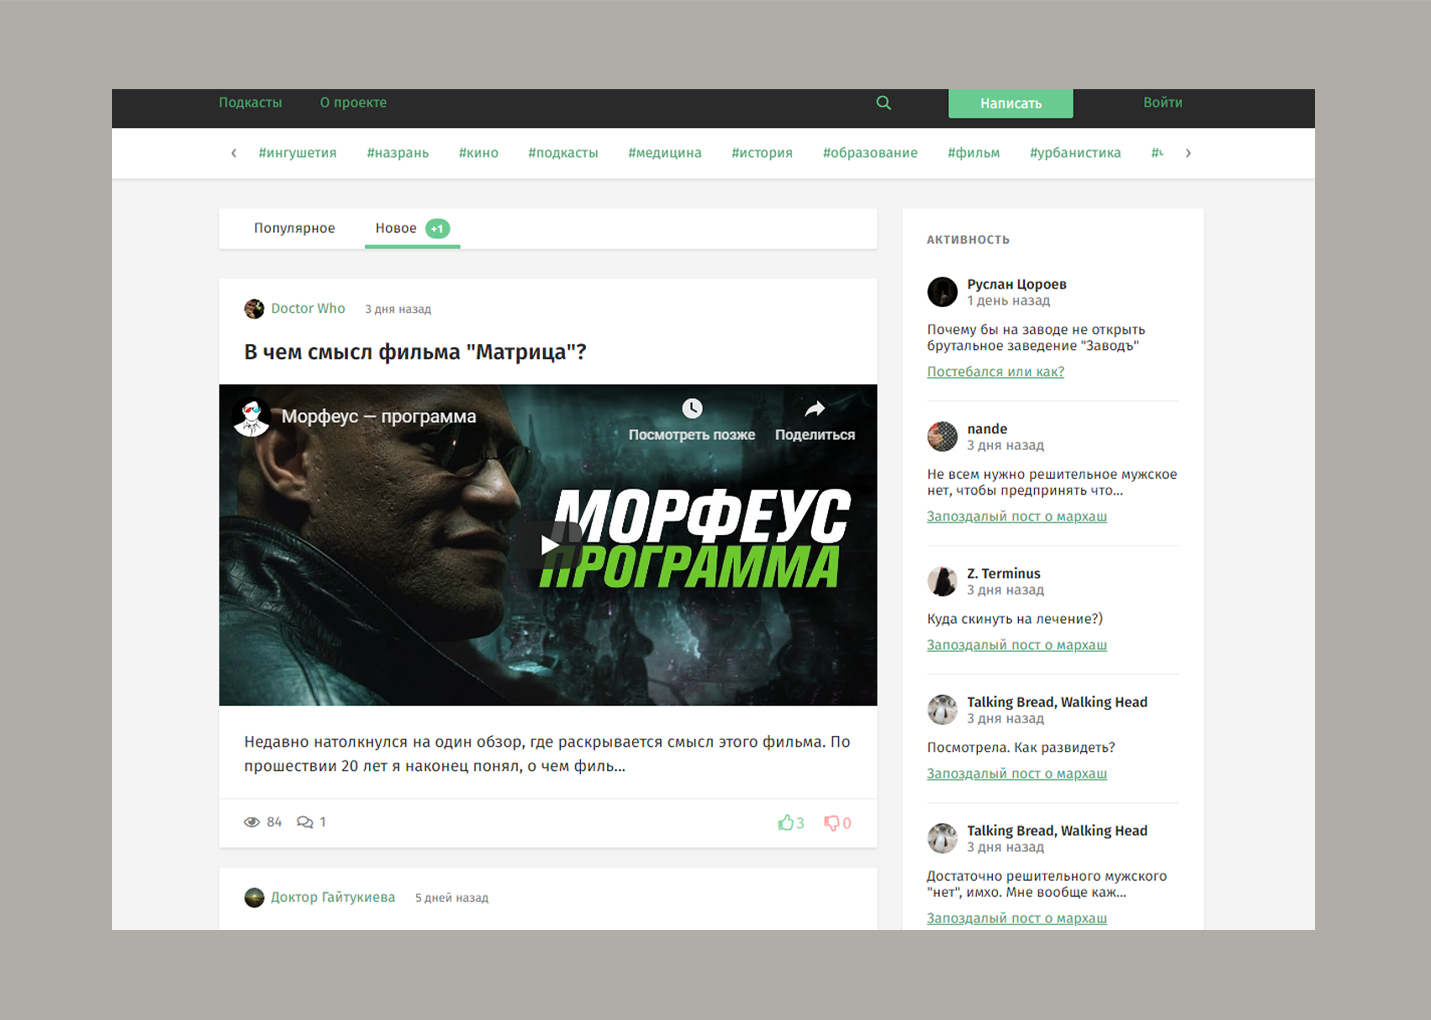 Подкасты О проекте Написать Войти
#ингушетия #назрань #кино #подкасты #медицина #история #образование #фильм #урбанистика
Популярное Новое +1
Doctor Who 3 дня назад
В чем смысл фильма "Матрица"?
Морфеус — программа
Посмотреть позже Поделиться
МОРФЕУС
ПРОГРАММА
Недавно натолкнулся на один обзор, где раскрывается смысл этого фильма. По
прошествии 20 лет я наконец понял, о чем филь...
84 1 3 0
Доктор Гайтукиева 5 дней назад
АКТИВНОСТЬ
Руслан Цороев
1 день назад
Почему бы на заводе не открыть
брутальное заведение "Заводъ"
Постебался или как?
nande
3 дня назад
Не всем нужно решительное мужское
нет, чтобы предпринять что...
Запоздалый пост о мархаш
Z. Terminus
3 дня назад
Куда скинуть на лечение?)
Запоздалый пост о мархаш
Talking Bread, Walking Head
3 дня назад
Посмотрела. Как развидеть?
Запоздалый пост о мархаш
Talking Bread, Walking Head
3 дня назад
Достаточно решительного мужского
"нет", имхо. Мне вообще каж...
Запоздалый пост о мархаш